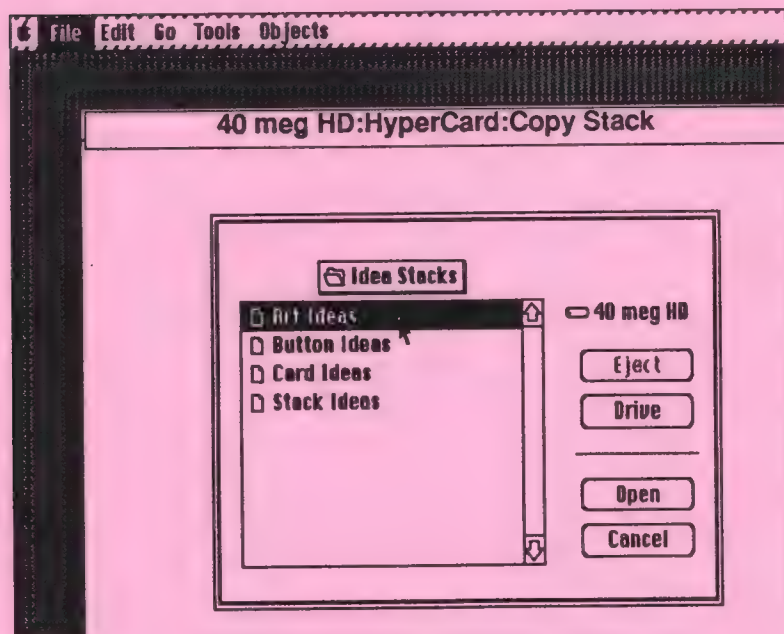 File Edit Go Tools Objects
40 meg HD:HyperCard:Copy Stack
Idea Stacks
Art Ideas
Button Ideas
Card Ideas
Stack Ideas
40 meg HD
Eject
Drive
Open
Cancel